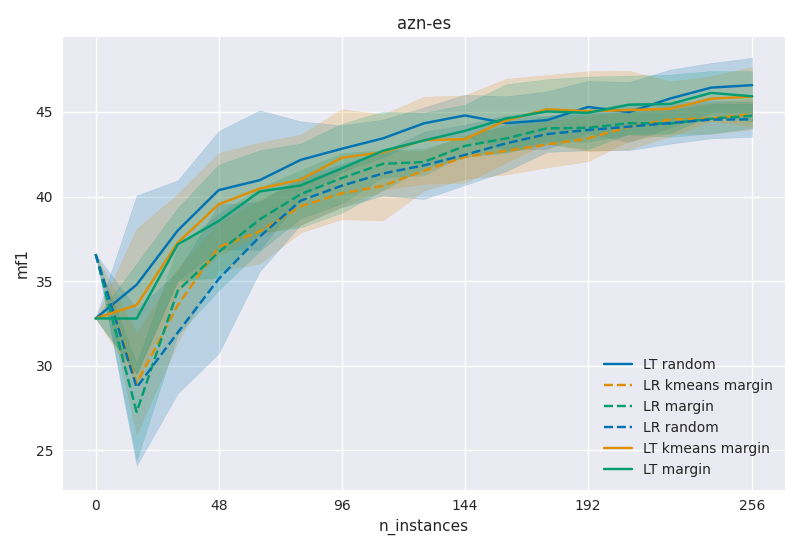 azn-es
mf1
45
40
35
30
25
0 48 96 144 192 256
n_instances
LT random
LR kmeans margin
LR margin
LR random
LT kmeans margin
LT margin